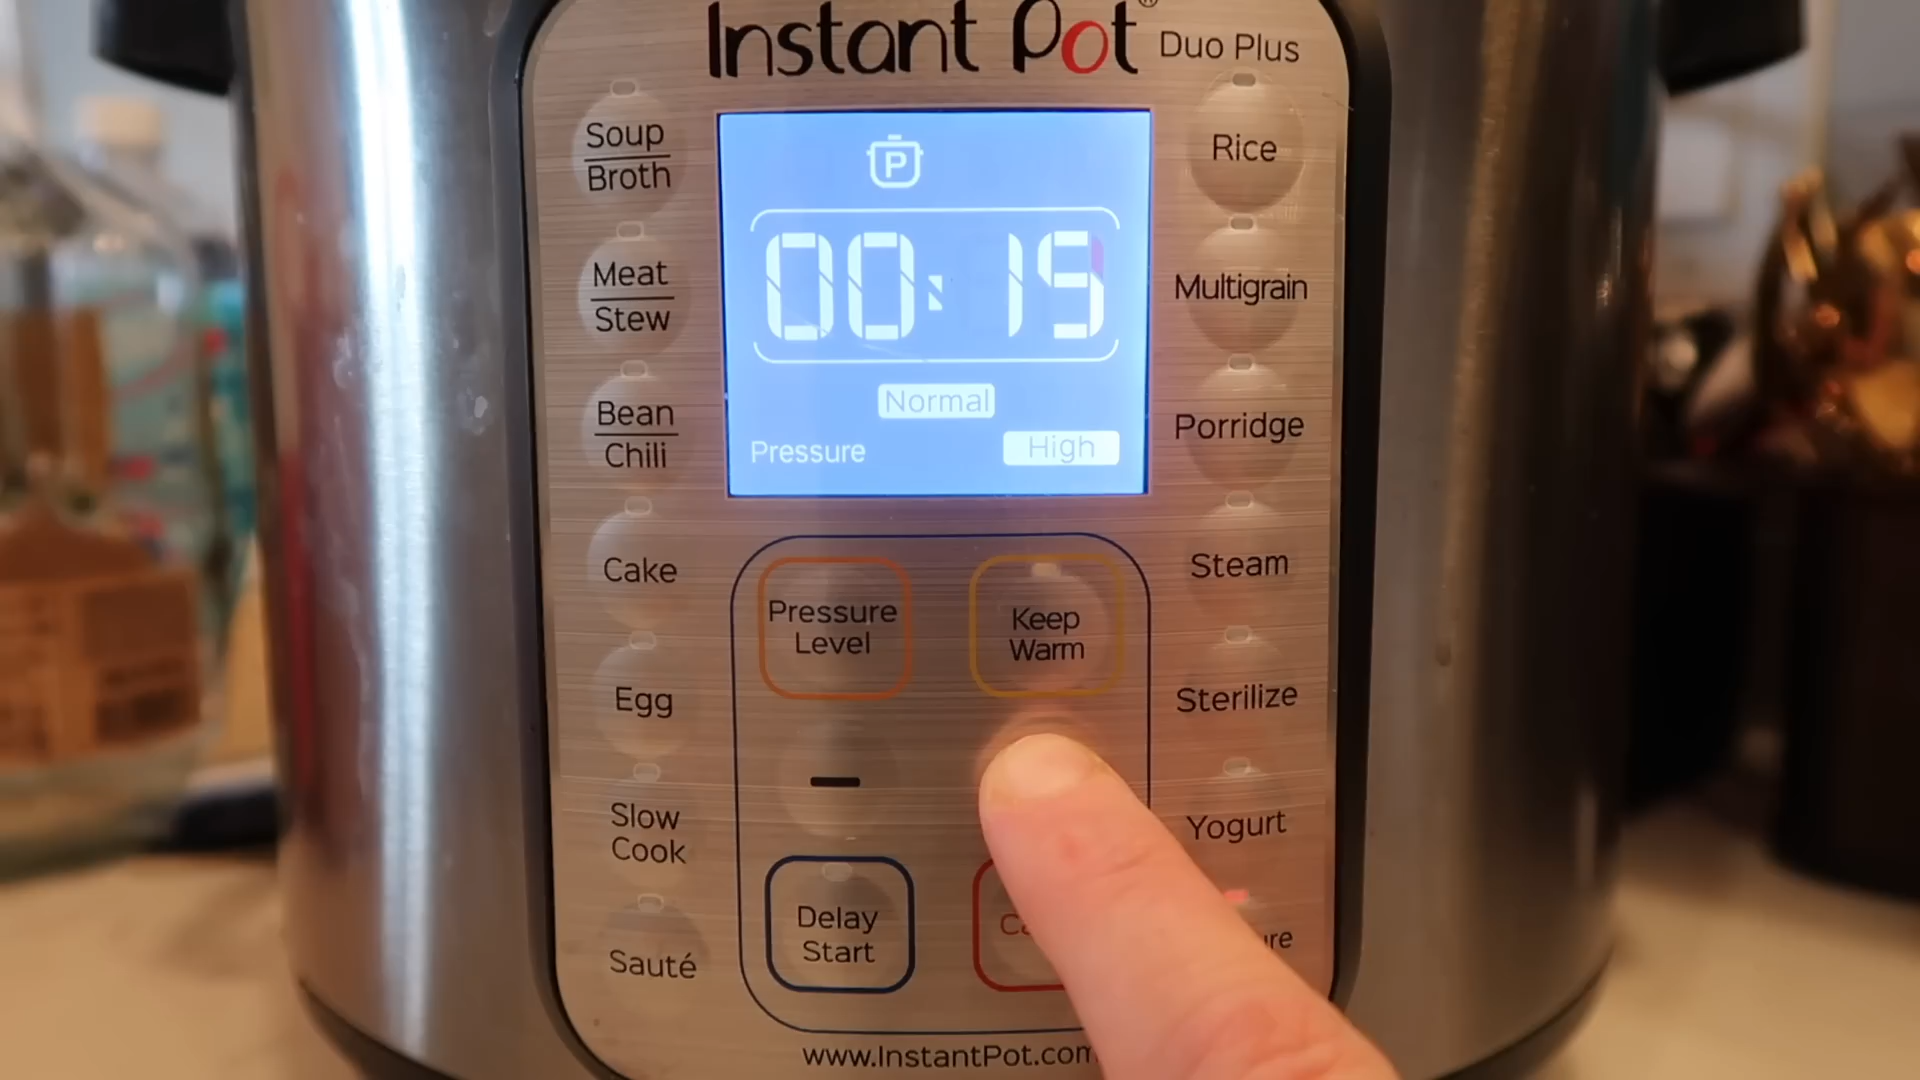 Instant Pot® Duo Plus
Soup
Broth
Meat
Stew
Bean
Chili
Cake
Egg
Slow
Cook
Sauté
00:15
Normal
Pressure High
Pressure
Level
Keep
Warm
Delay
Start
Rice
Multigrain
Porridge
Steam
Sterilize
Yogurt
www.InstantPot.com